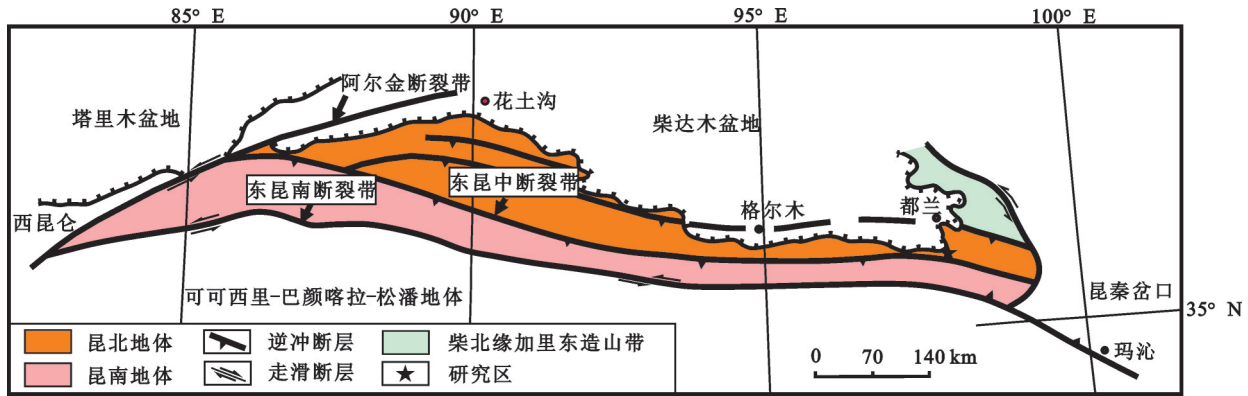 85° E
90° E
95° E
100° E
阿尔金断裂带
花土沟
塔里木盆地
柴达木盆地
东昆南断裂带
东昆中断裂带
西昆仑
格尔木
都兰
可可西里-巴颜喀拉-松潘地体
昆秦岔口
35° N
昆北地体
逆冲断层
柴北缘加里东造山带
昆南地体
走滑断层
研究区
0
70
140 km
玛沁